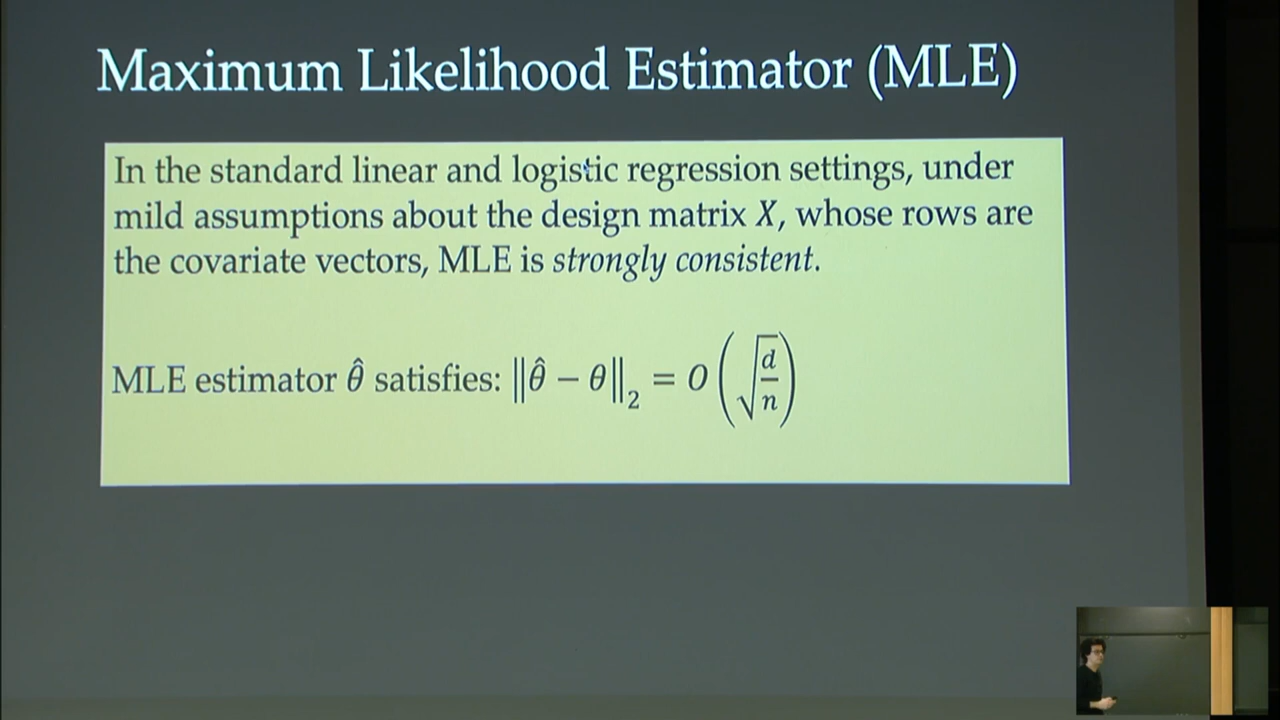 Maximum Likelihood Estimator (MLE)
In the standard linear and logistic regression settings, under
mild assumptions about the design matrix X, whose rows are
the covariate vectors, MLE is strongly consistent.
MLE estimator θ̂ satisfies: ‖θ̂ − θ‖₂ = O(√(d/n))